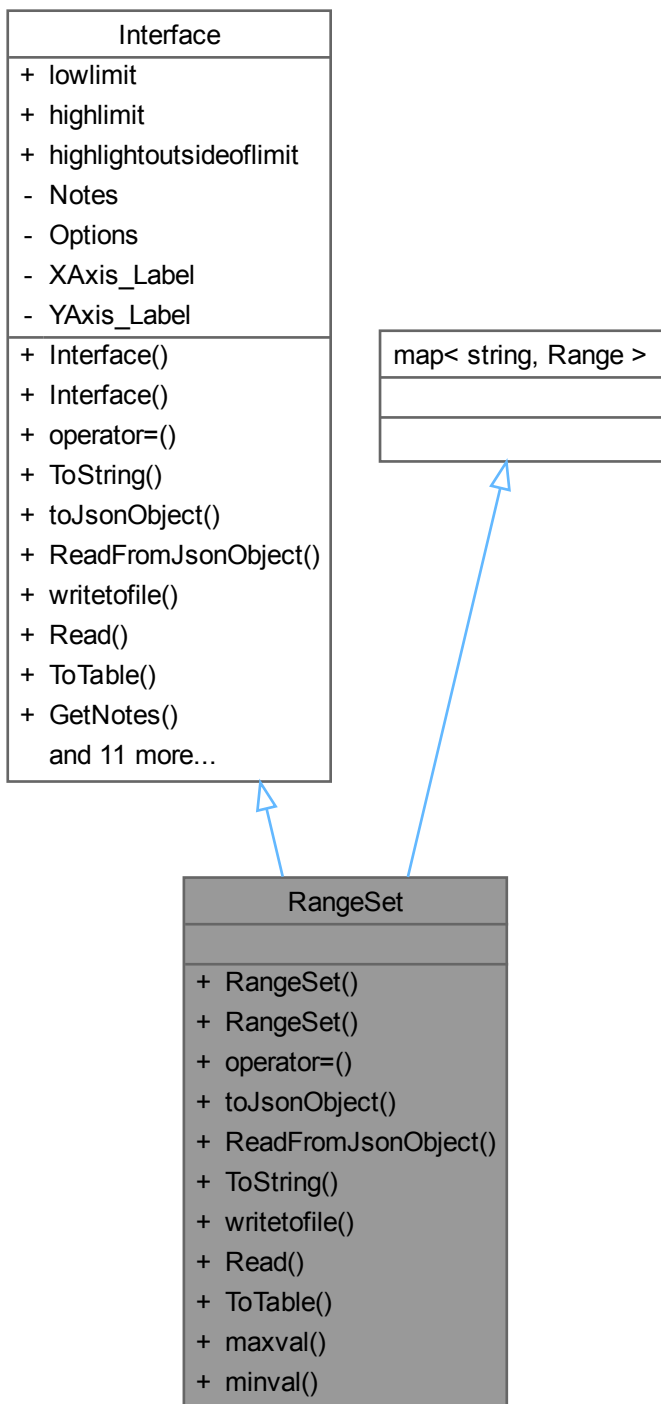 Interface
+ lowlimit
+ highlimit
+ highlightoutsideoflimit
- Notes
- Options
- XAxis_Label
- YAxis_Label
+ Interface()
+ Interface()
+ operator=()
+ ToString()
+ toJsonObject()
+ ReadFromJsonObject()
+ writetofile()
+ Read()
+ ToTable()
+ GetNotes()
and 11 more...
map< string, Range >
RangeSet
+ RangeSet()
+ RangeSet()
+ operator=()
+ toJsonObject()
+ ReadFromJsonObject()
+ ToString()
+ writetofile()
+ Read()
+ ToTable()
+ maxval()
+ minval()